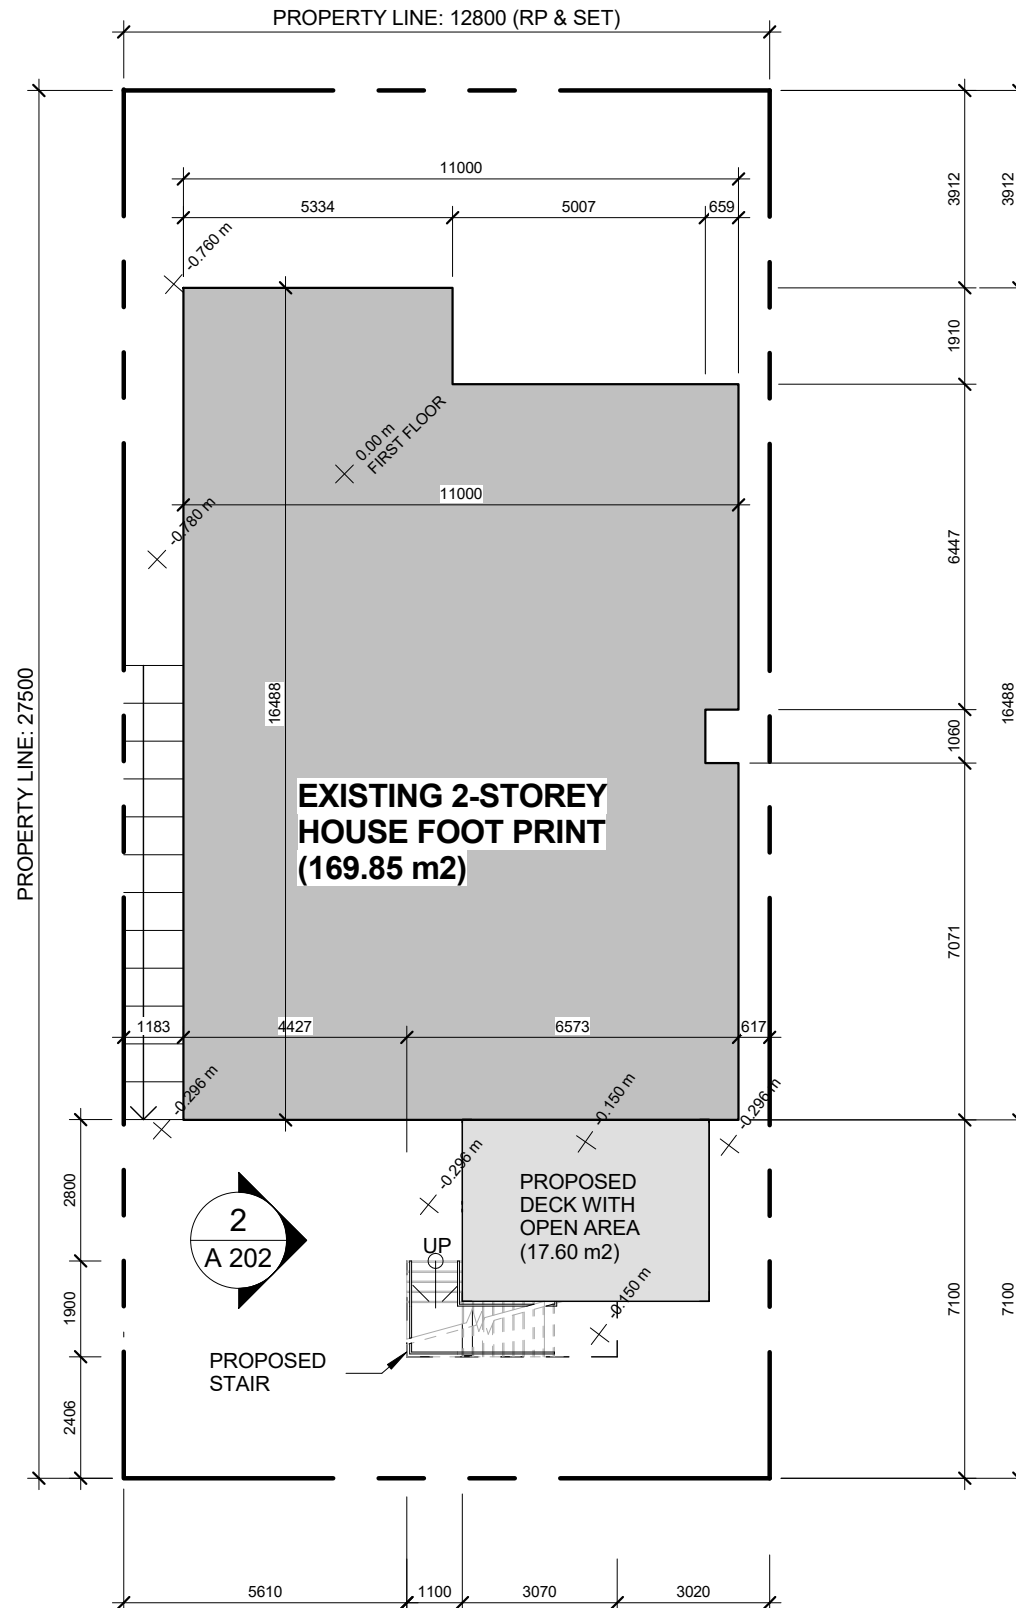 PROPERTY LINE: 12800 (RP & SET)
11000
5334
5007
659
3912
3912
-0.760 m
1910
0.00 m
FIRST FLOOR
11000
-0.780 m
6447
PROPERTY LINE: 27500
16488
1060
16488
EXISTING 2-STOREY
HOUSE FOOT PRINT
(169.85 m2)
7071
1183
4427
6573
617
-0.296 m
-0.150 m
-0.296 m
-0.296 m
2800
PROPOSED
DECK WITH
OPEN AREA
(17.60 m2)
2
A 202
UP
-0.150 m
1900
7100
7100
PROPOSED
STAIR
2406
5610
1100
3070
3020